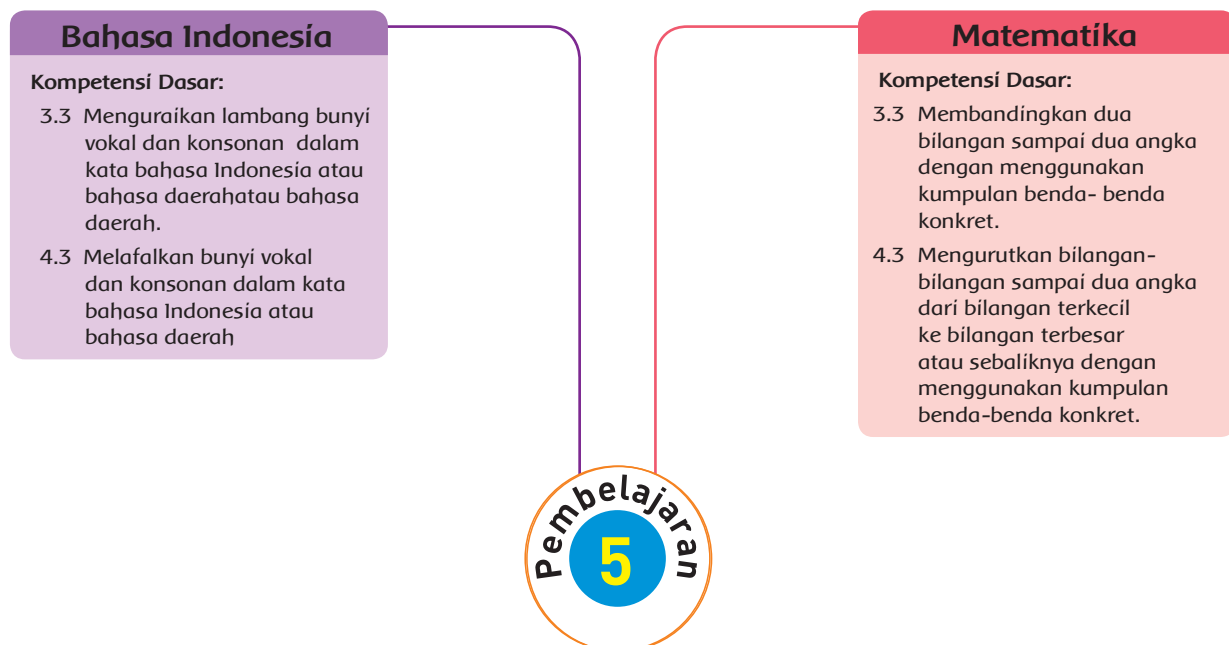 Bahasa Indonesia
Kompetensi Dasar:
3.3 Menguraikan lambang bunyi
vokal dan konsonan dalam
kata bahasa Indonesia atau
bahasa daerahatau bahasa
daerah.
4.3 Melafalkan bunyi vokal
dan konsonan dalam kata
bahasa Indonesia atau
bahasa daerah
Matematika
Kompetensi Dasar:
3.3 Membandingkan dua
bilangan sampai dua angka
dengan menggunakan
kumpulan benda- benda
konkret.
4.3 Mengurutkan bilangan-
bilangan sampai dua angka
dari bilangan terkecil
ke bilangan terbesar
atau sebaliknya dengan
menggunakan kumpulan
benda-benda konkret.
Pembelajaran
5